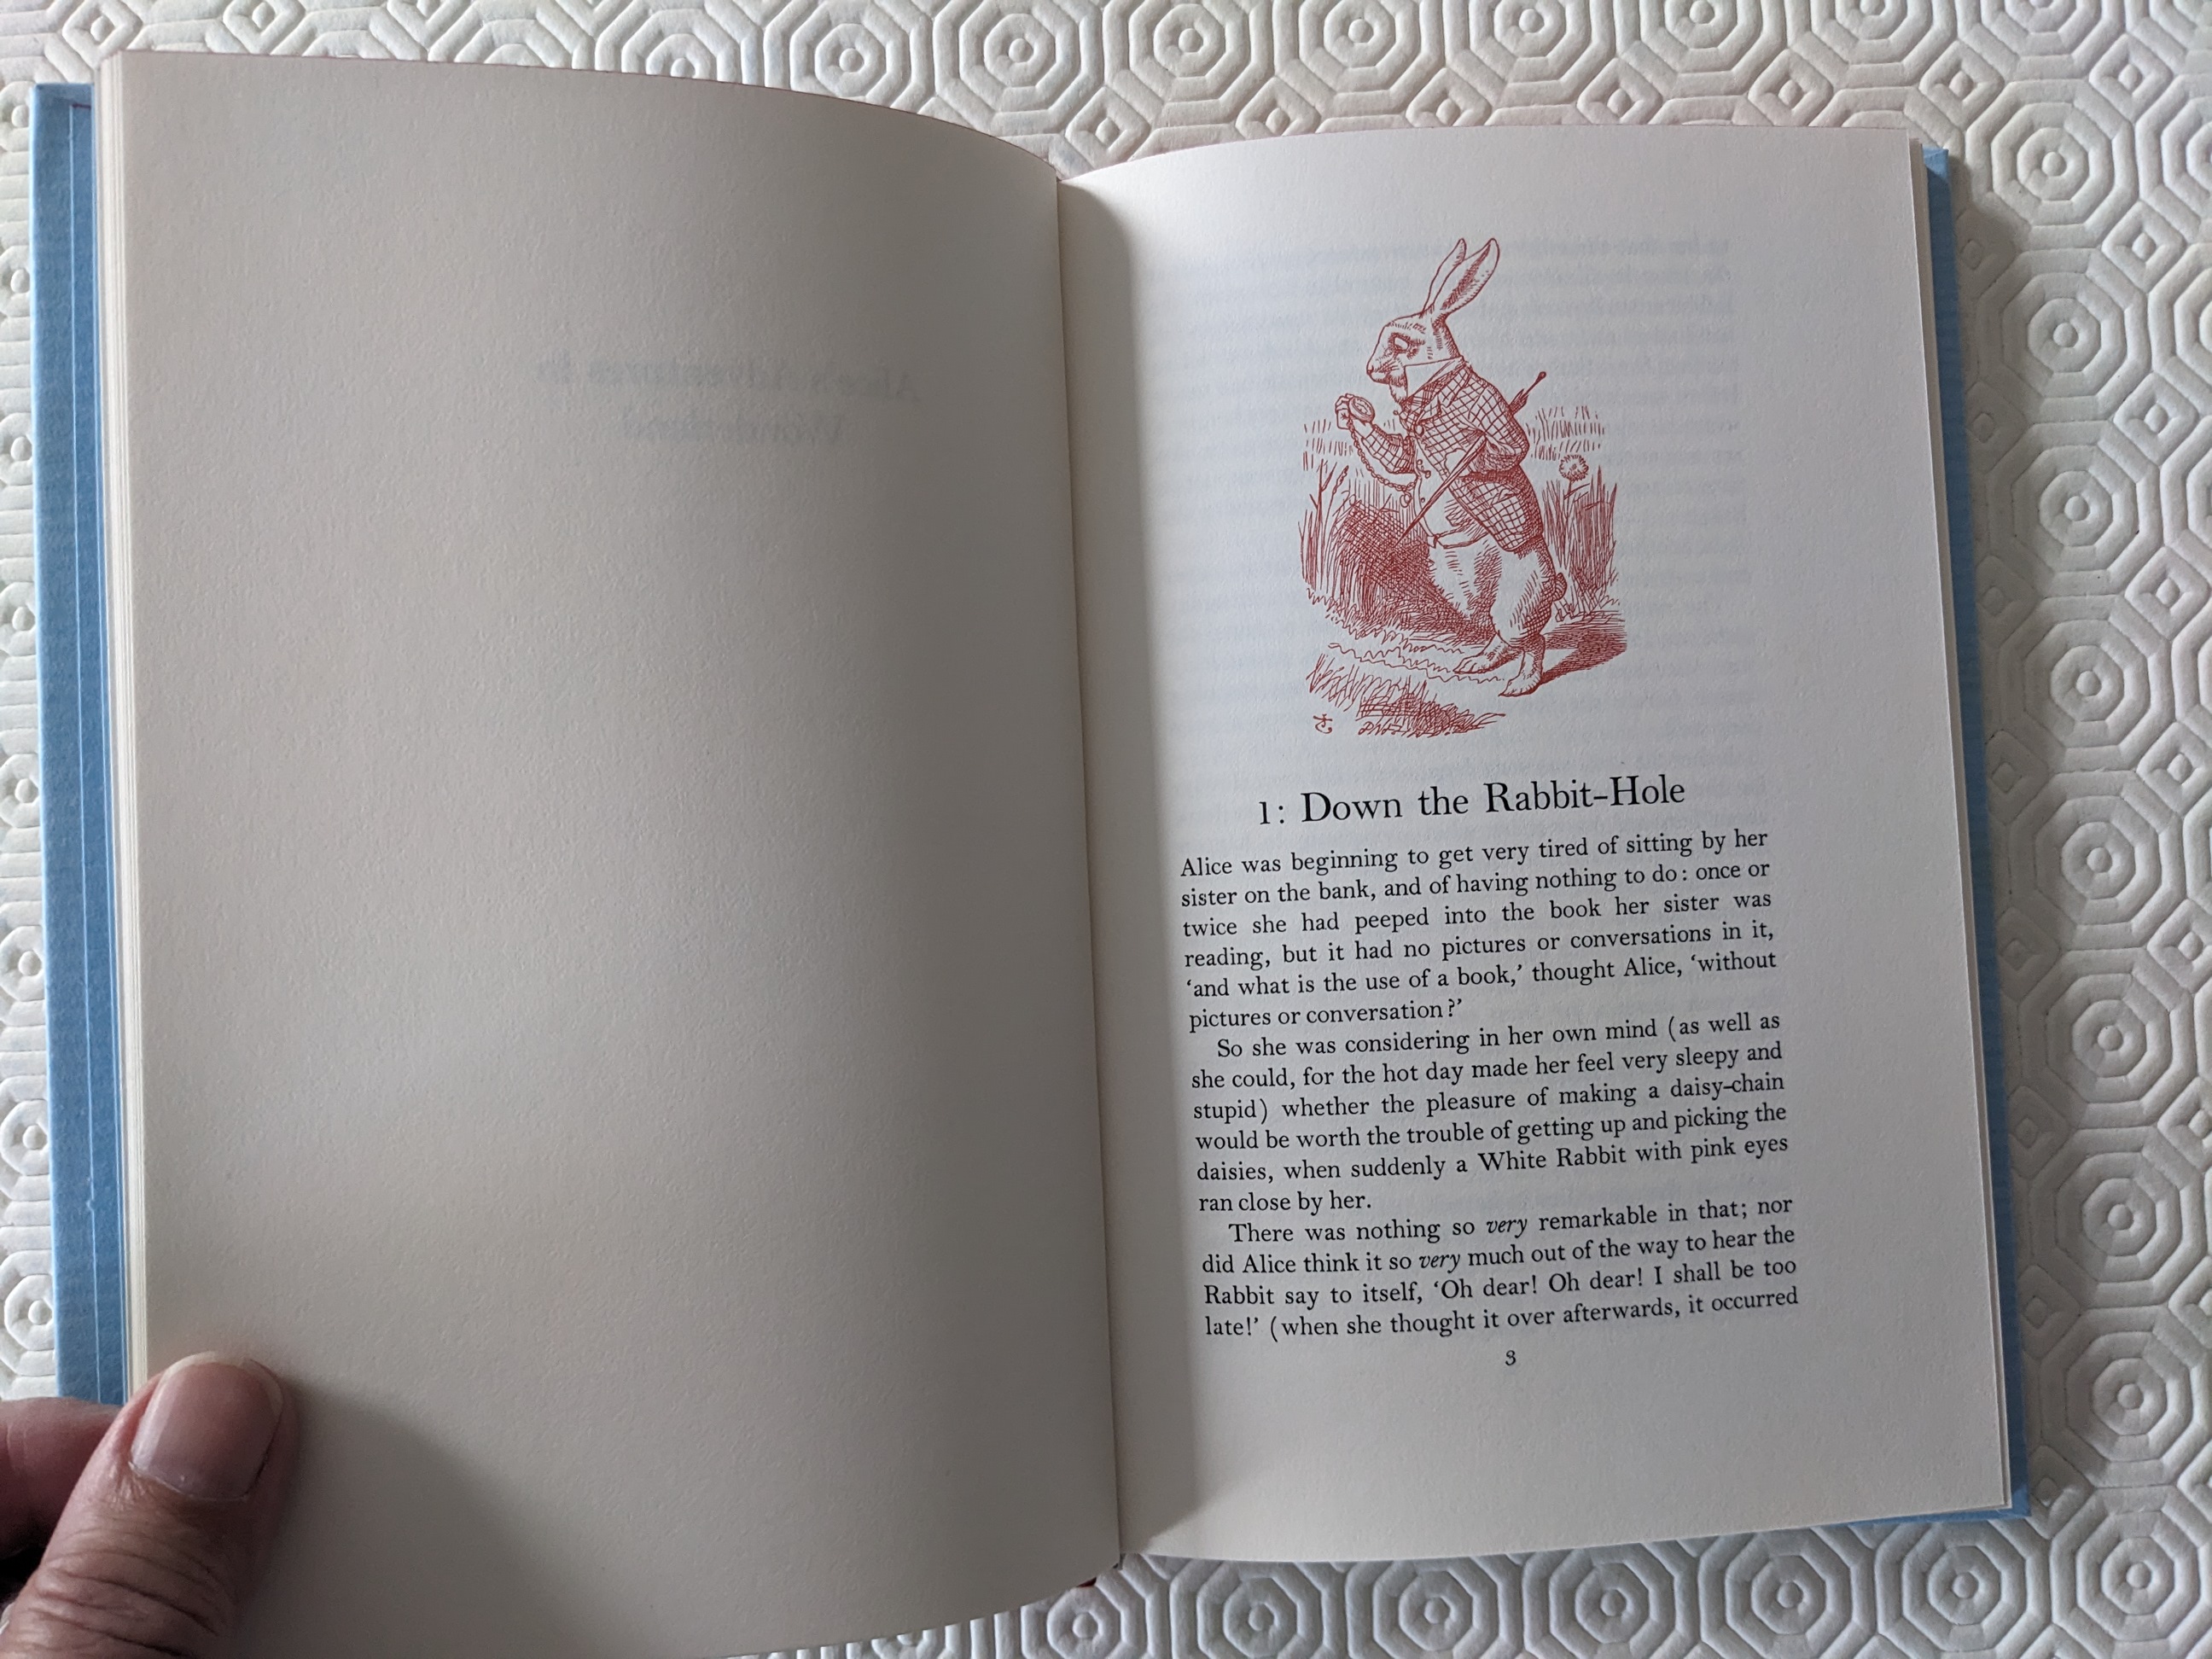 Alice's Adventures in
Wonderland
1: Down the Rabbit-Hole
Alice was beginning to get very tired of sitting by her
sister on the bank, and of having nothing to do: once or
twice she had peeped into the book her sister was
reading, but it had no pictures or conversations in it,
‘and what is the use of a book,’ thought Alice, ‘without
pictures or conversation?’
So she was considering in her own mind (as well as
she could, for the hot day made her feel very sleepy and
stupid) whether the pleasure of making a daisy-chain
would be worth the trouble of getting up and picking the
daisies, when suddenly a White Rabbit with pink eyes
ran close by her.
There was nothing so very remarkable in that; nor
did Alice think it so very much out of the way to hear the
Rabbit say to itself, ‘Oh dear! Oh dear! I shall be too
late!’ (when she thought it over afterwards, it occurred
3